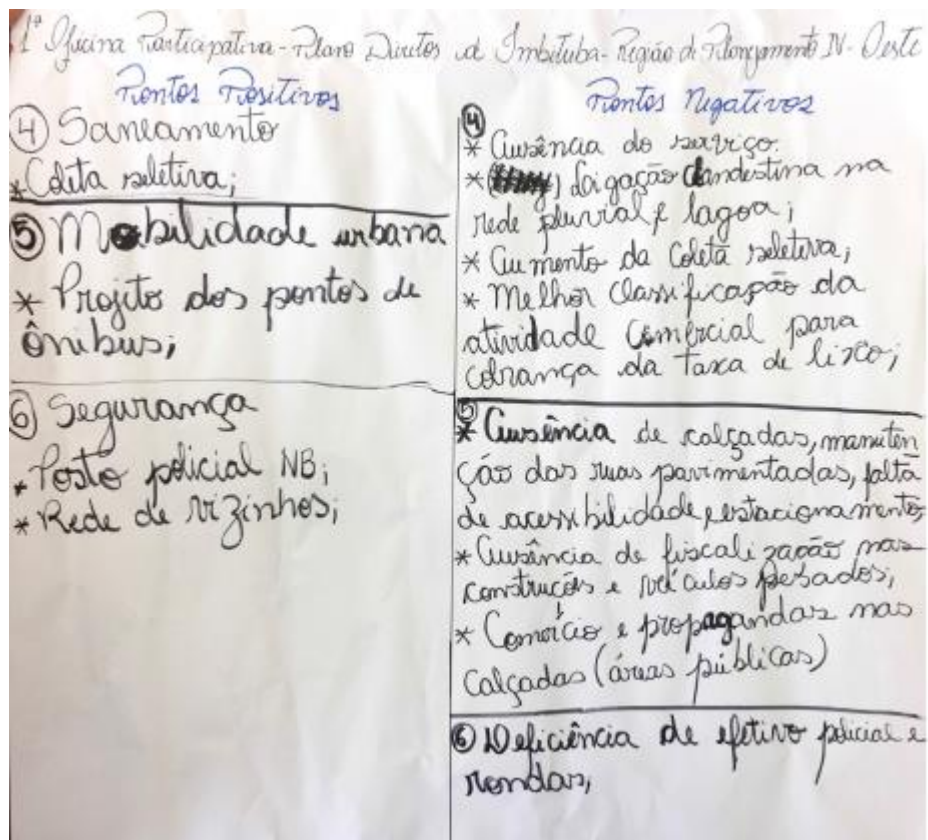 1ª Oficina Participativa - Plano Diretor de Imbituba - Região de Planejamento IV - Oeste
Pontos Positivos
④ Saneamento
* Coleta seletiva;
⑤ Mobilidade urbana
* Projeto dos pontos de
ônibus;
⑥ Segurança
* Posto policial NB;
* Rede de vizinhos;
Pontos Negativos
④
* Ausência do serviço.
* Ligação clandestina na
rede pluvial e lagoa;
* Aumento da coleta seletiva;
* Melhor classificação da
atividade comercial para
cobrança da taxa de lixo;
⑤
* Ausência de calçadas, manuten
ção das ruas pavimentadas, falta
de acessibilidade e estacionamento;
* Ausência de fiscalização nas
construções e veículos pesados;
* Comércio e propagandas nas
calçadas (áreas públicas)
⑥ Deficiência de efetivo policial e
rondas;